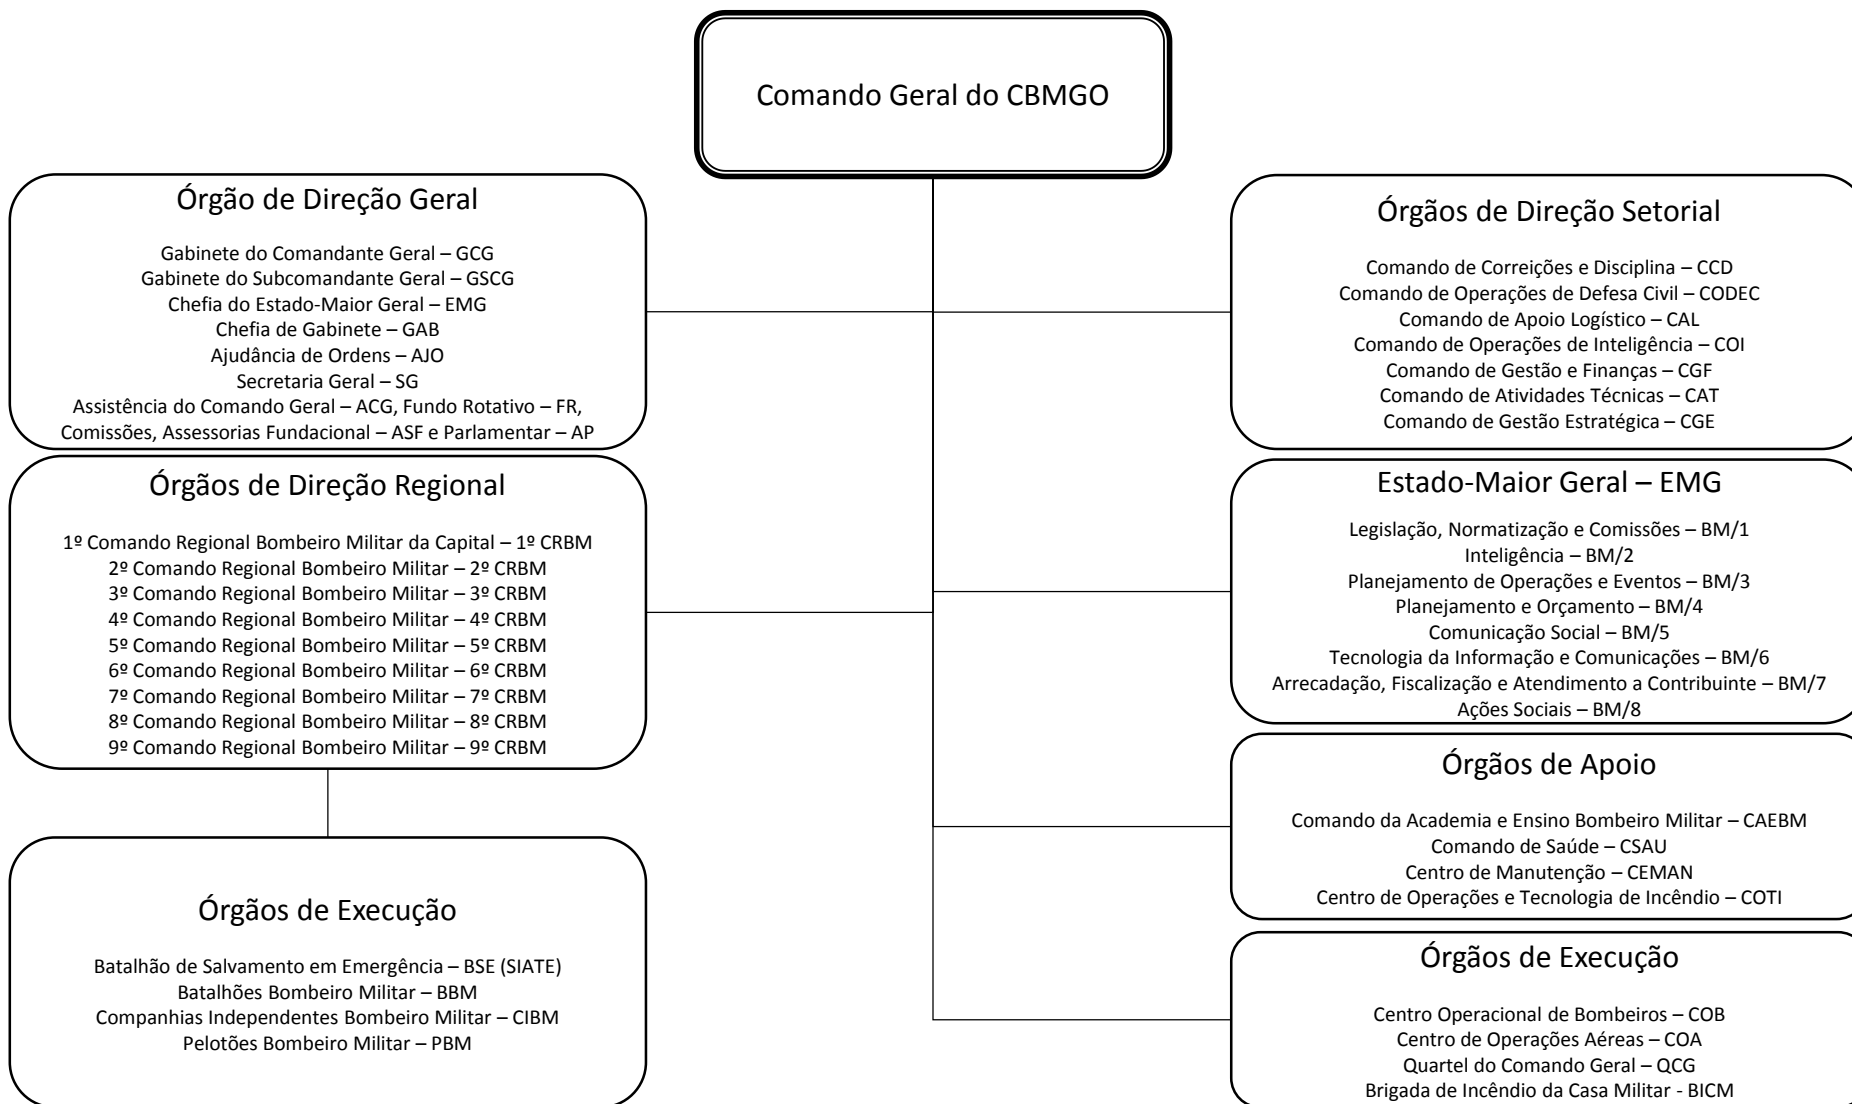 Comando Geral do CBMGO
Órgão de Direção Geral
Gabinete do Comandante Geral – GCG
Gabinete do Subcomandante Geral – GSCG
Chefia do Estado-Maior Geral – EMG
Chefia de Gabinete – GAB
Ajudância de Ordens – AJO
Secretaria Geral – SG
Assistência do Comando Geral – ACG, Fundo Rotativo – FR,
Comissões, Assessorias Fundacional – ASF e Parlamentar – AP
Órgãos de Direção Regional
1º Comando Regional Bombeiro Militar da Capital – 1º CRBM
2º Comando Regional Bombeiro Militar – 2º CRBM
3º Comando Regional Bombeiro Militar – 3º CRBM
4º Comando Regional Bombeiro Militar – 4º CRBM
5º Comando Regional Bombeiro Militar – 5º CRBM
6º Comando Regional Bombeiro Militar – 6º CRBM
7º Comando Regional Bombeiro Militar – 7º CRBM
8º Comando Regional Bombeiro Militar – 8º CRBM
9º Comando Regional Bombeiro Militar – 9º CRBM
Órgãos de Execução
Batalhão de Salvamento em Emergência – BSE (SIATE)
Batalhões Bombeiro Militar – BBM
Companhias Independentes Bombeiro Militar – CIBM
Pelotões Bombeiro Militar – PBM
Órgãos de Direção Setorial
Comando de Correições e Disciplina – CCD
Comando de Operações de Defesa Civil – CODEC
Comando de Apoio Logístico – CAL
Comando de Operações de Inteligência – COI
Comando de Gestão e Finanças – CGF
Comando de Atividades Técnicas – CAT
Comando de Gestão Estratégica – CGE
Estado-Maior Geral – EMG
Legislação, Normatização e Comissões – BM/1
Inteligência – BM/2
Planejamento de Operações e Eventos – BM/3
Planejamento e Orçamento – BM/4
Comunicação Social – BM/5
Tecnologia da Informação e Comunicações – BM/6
Arrecadação, Fiscalização e Atendimento a Contribuinte – BM/7
Ações Sociais – BM/8
Órgãos de Apoio
Comando da Academia e Ensino Bombeiro Militar – CAEBM
Comando de Saúde – CSAU
Centro de Manutenção – CEMAN
Centro de Operações e Tecnologia de Incêndio – COTI
Órgãos de Execução
Centro Operacional de Bombeiros – COB
Centro de Operações Aéreas – COA
Quartel do Comando Geral – QCG
Brigada de Incêndio da Casa Militar - BICM